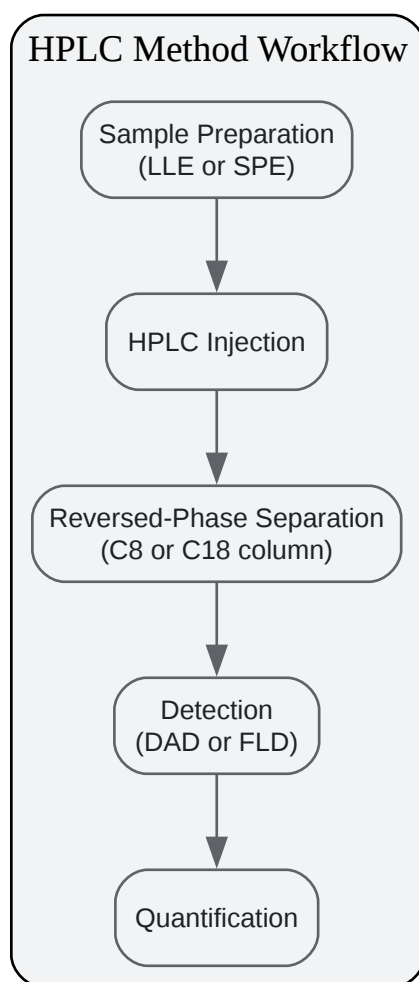 HPLC Method Workflow
Sample Preparation
(LLE or SPE)
HPLC Injection
Reversed-Phase Separation
(C8 or C18 column)
Detection
(DAD or FLD)
Quantification